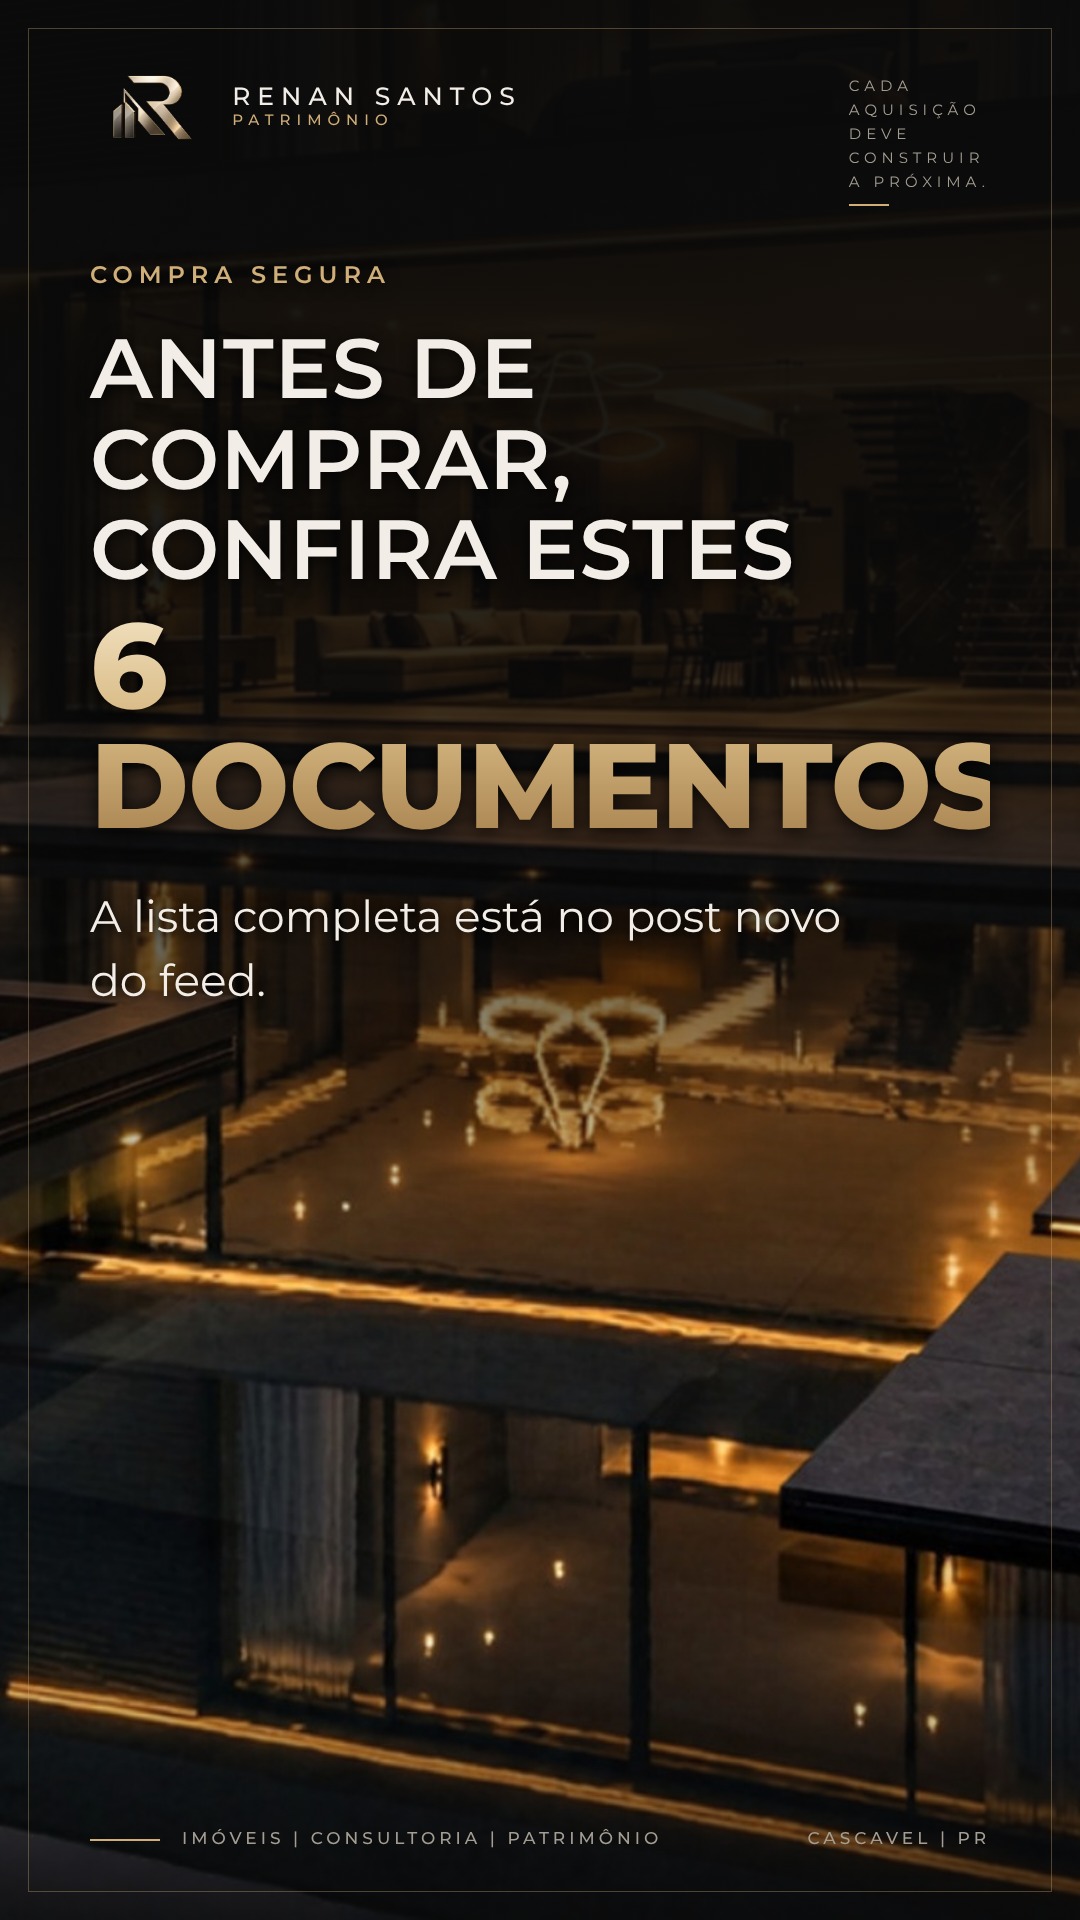 RENAN SANTOS
PATRIMÔNIO
CADA
AQUISIÇÃO
DEVE
CONSTRUIR
A PRÓXIMA.
COMPRA SEGURA
ANTES DE
COMPRAR,
CONFIRA ESTES
6
DOCUMENTOS
A lista completa está no post novo
do feed.
IMÓVEIS | CONSULTORIA | PATRIMÔNIO
CASCAVEL | PR